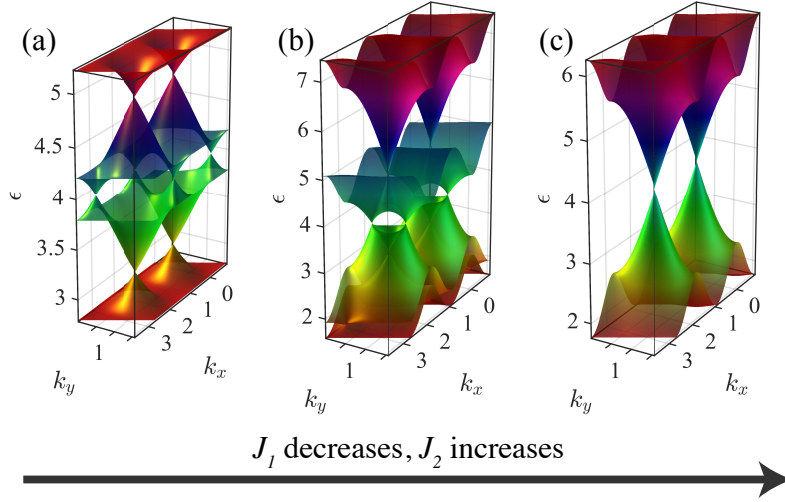 (a) (b) (c)
5 7 6
4.5 6 5
4 5 4
3.5 4 3
3 3 2
2
ϵ ϵ ϵ
1 3 2 1 0
1 3 2 1 0
1 3 2 1 0
k_y k_x k_y k_x k_y k_x
J_1 decreases, J_2 increases